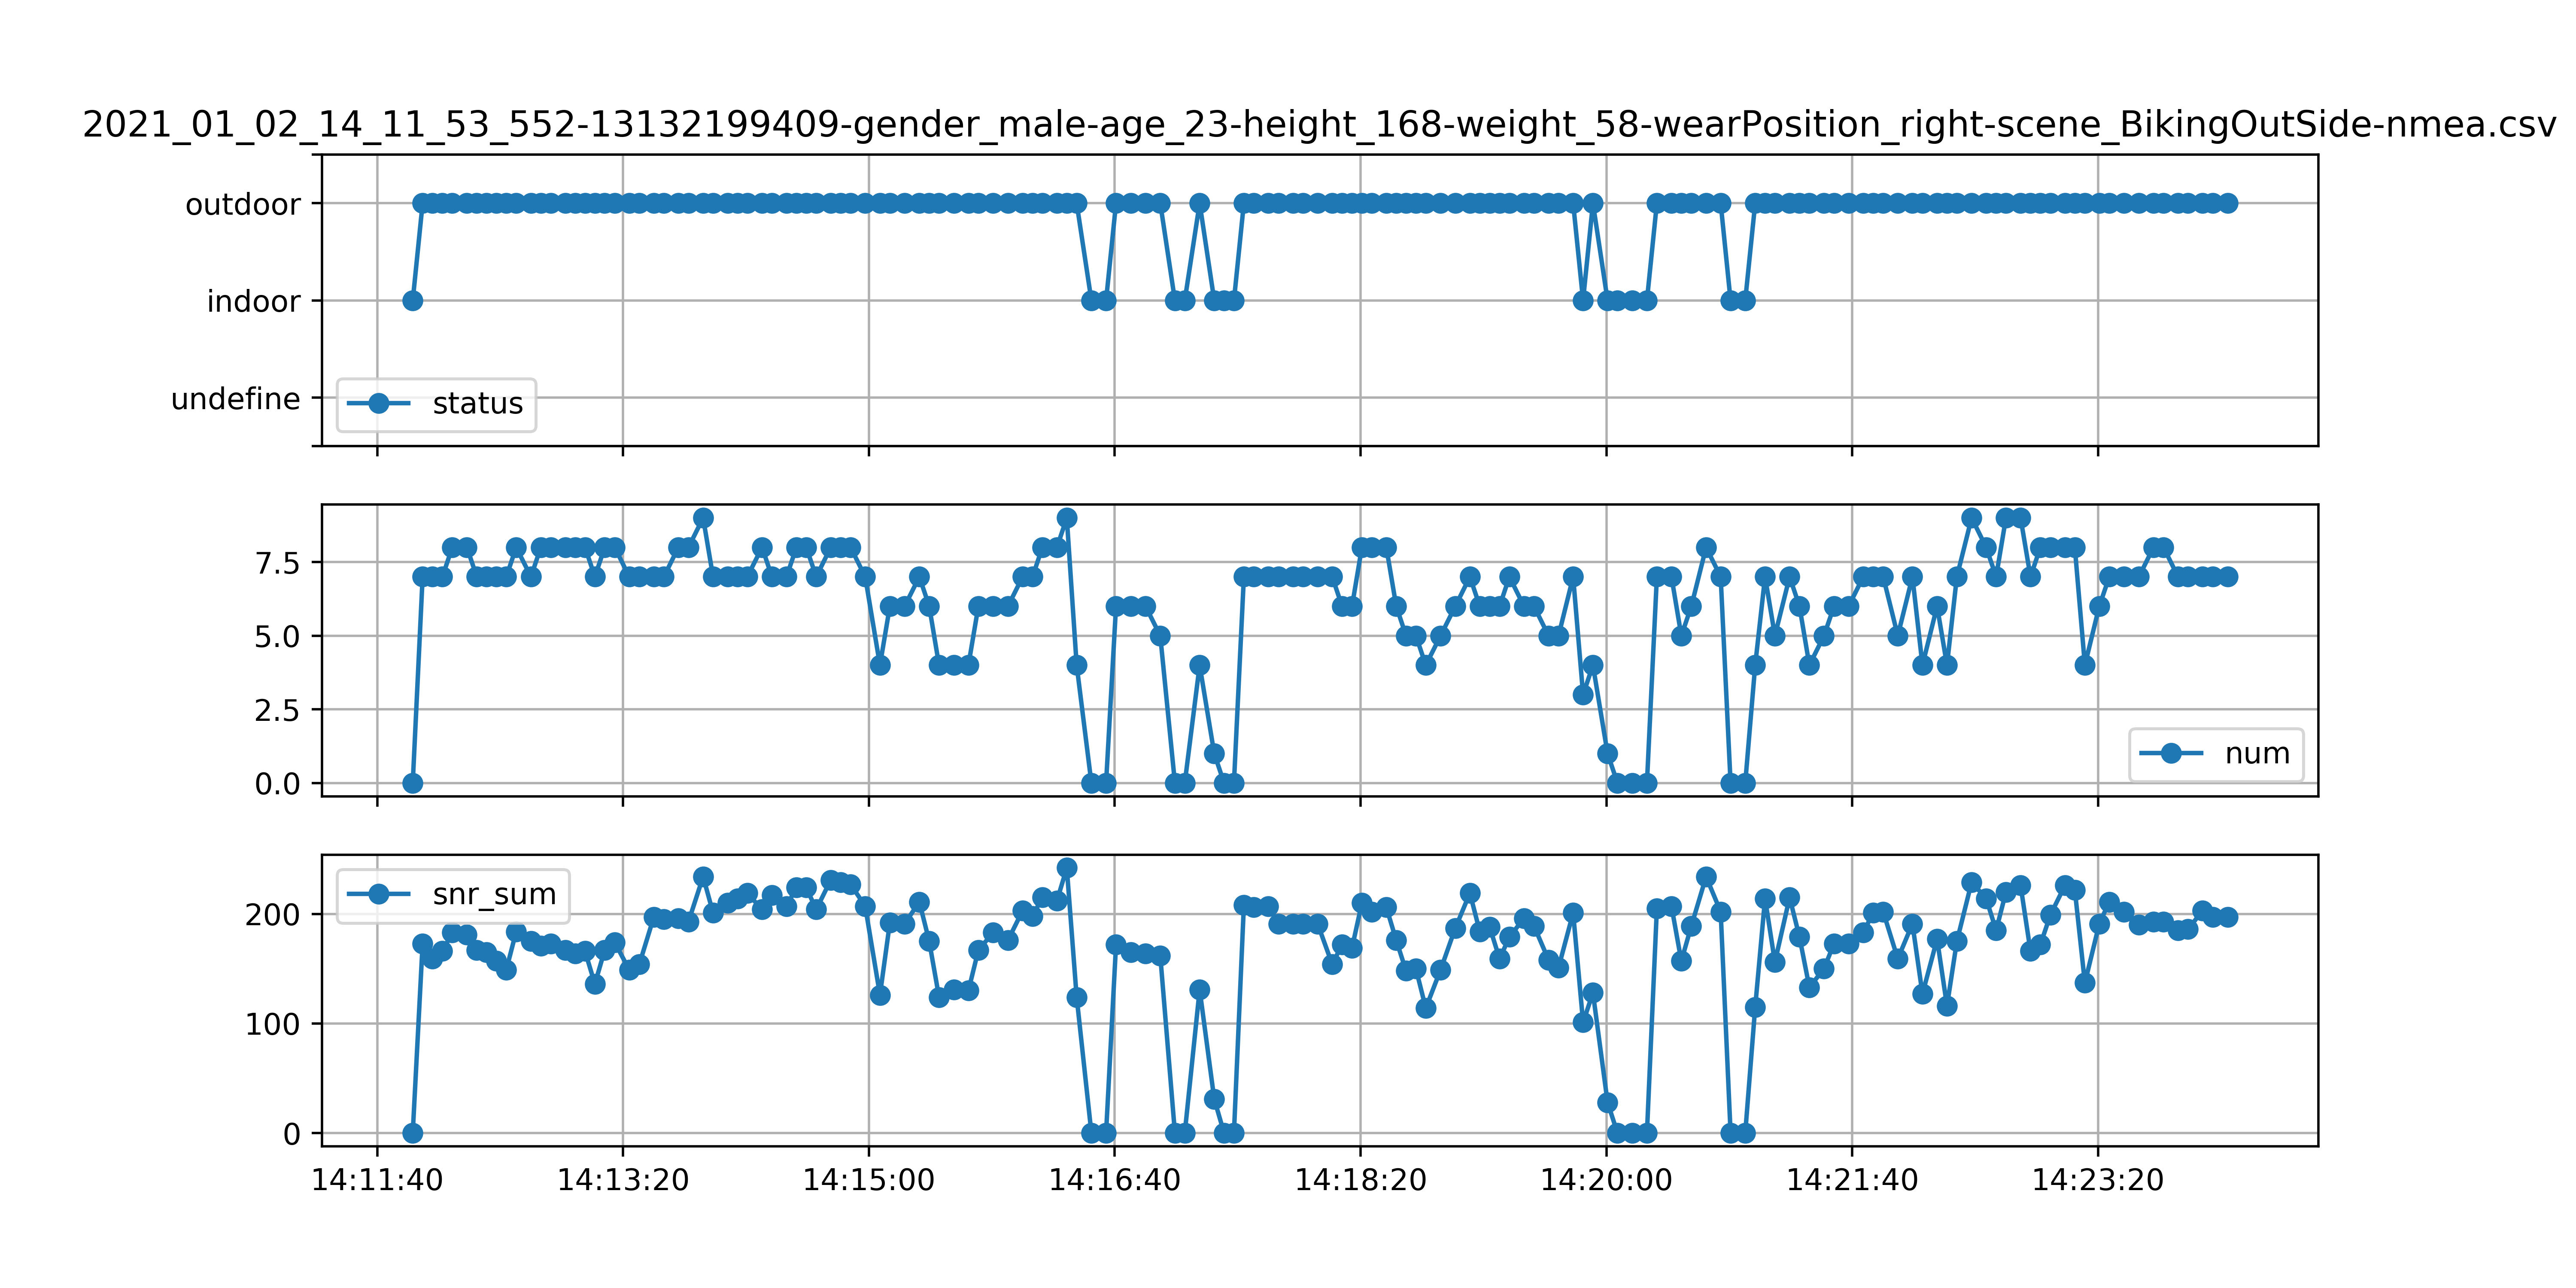 2021_01_02_14_11_53_552-13132199409-gender_male-age_23-height_168-weight_58-wearPosition_right-scene_BikingOutSide-nmea.csv
outdoor
indoor
undefine
status
7.5
5.0
2.5
0.0
num
snr_sum
200
100
0
14:11:40 14:13:20 14:15:00 14:16:40 14:18:20 14:20:00 14:21:40 14:23:20